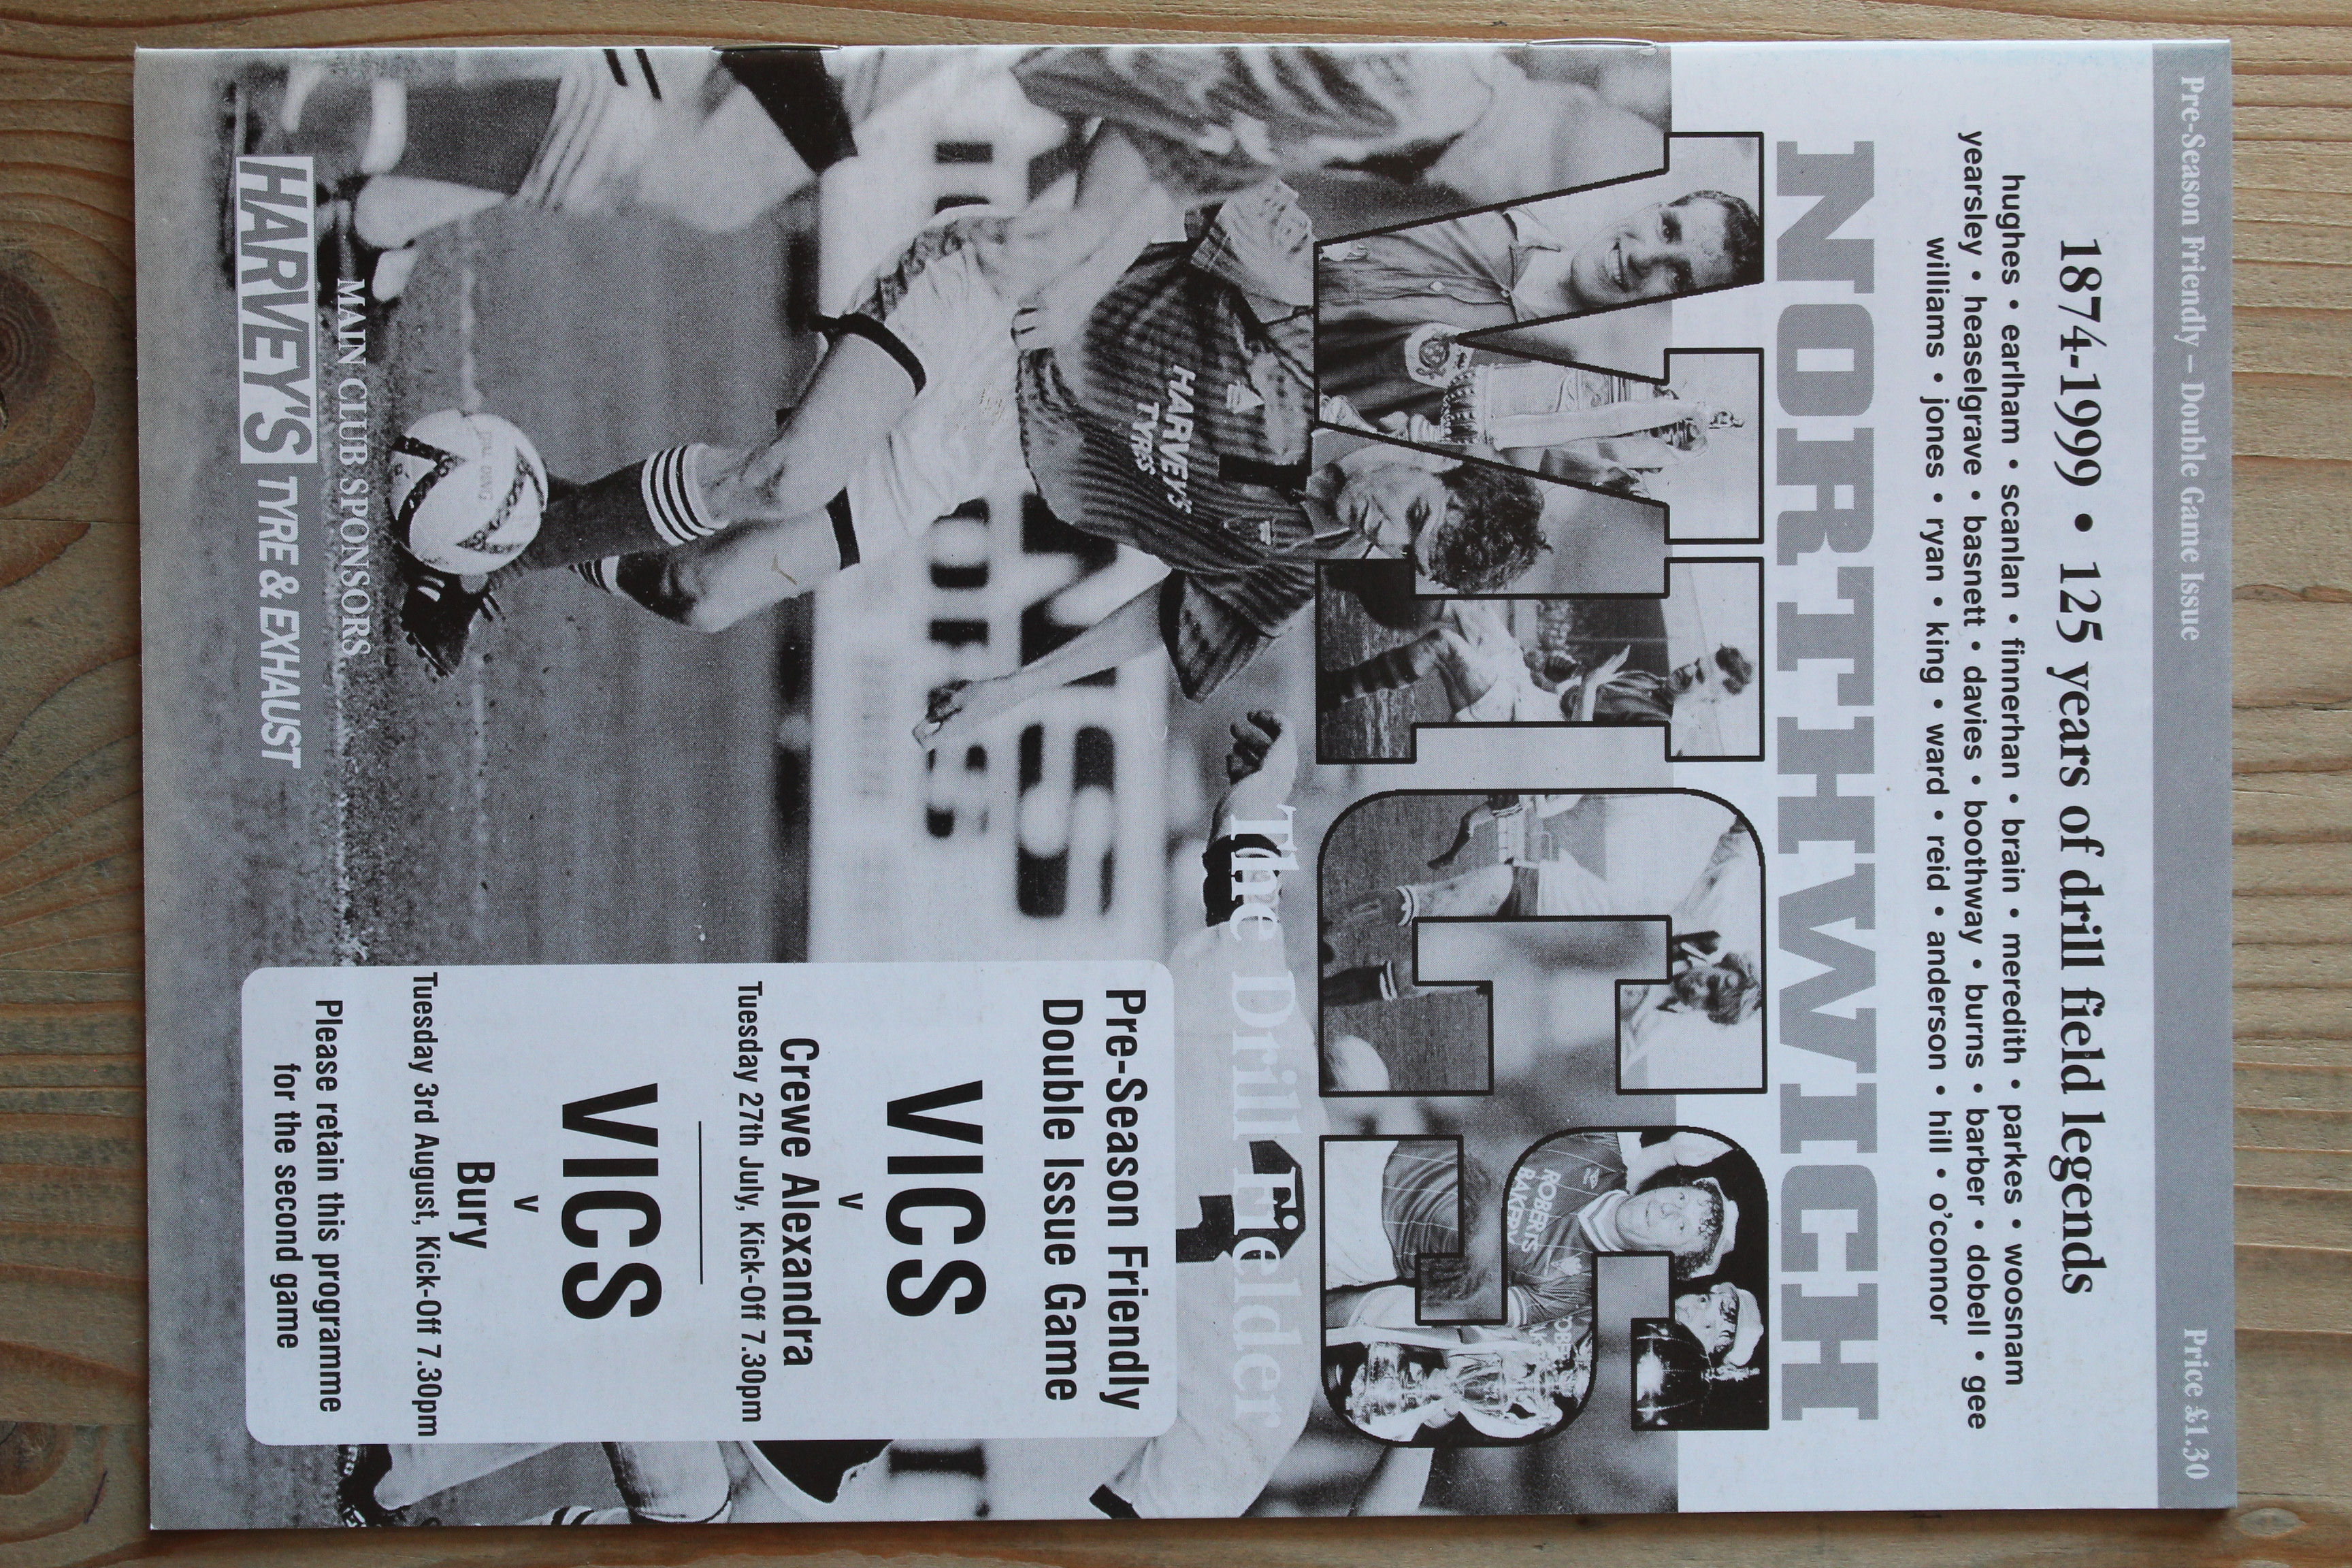 Pre-Season Friendly – Double Game Issue
Price £1.30
1874-1999 • 125 years of drill field legends
hughes • earlham • scanlan • finnerhan • brain • meredith • parkes • woosnam
yearsley • heaselgrave • basnett • davies • boothway • burns • barber • dobell • gee
williams • jones • ryan • king • ward • reid • anderson • hill • o'connor
NORTHWICH
VICS
ROBERTS
BAKERY
The Drill Fielder
HARVEY'S
TYRES
Pre-Season Friendly
Double Issue Game
VICS
v
Crewe Alexandra
Tuesday 27th July, Kick-Off 7.30pm
VICS
v
Bury
Tuesday 3rd August, Kick-Off 7.30pm
Please retain this programme
for the second game
MAIN CLUB SPONSORS
HARVEY'S TYRE & EXHAUST